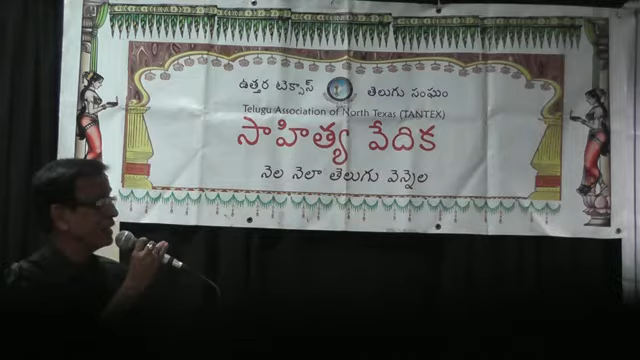 ఉత్తర టెక్సాస్ తెలుగు సంఘం
Telugu Association of North Texas (TANTEX)
సాహిత్య వేదిక
నెల నెలా తెలుగు వెన్నెల